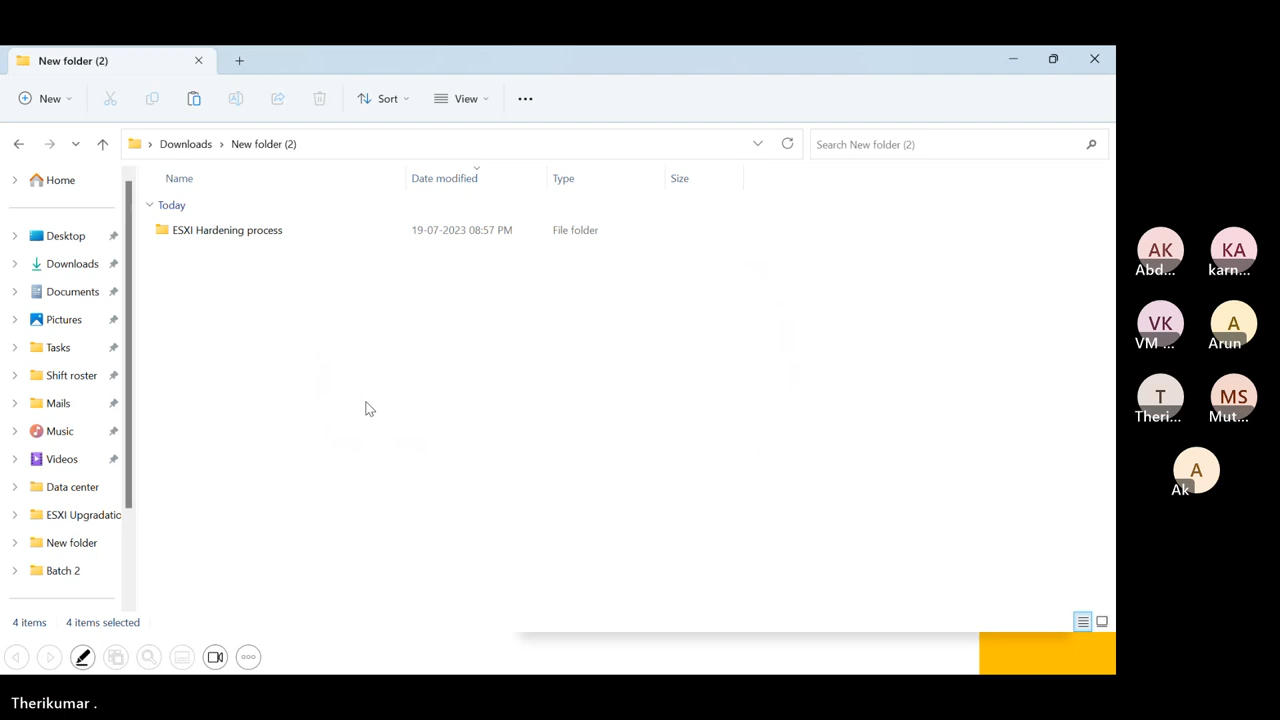 New folder (2)
New
Sort
View
Downloads
New folder (2)
Search New folder (2)
Home
Name
Date modified
Type
Size
Today
ESXI Hardening process
19-07-2023 08:57 PM
File folder
Desktop
Downloads
Documents
Pictures
Tasks
Shift roster
Mails
Music
Videos
Data center
ESXI Upgradatic
New folder
Batch 2
4 items
4 items selected
AK
Abd...
KA
karn...
VK
VM ...
A
Arun
T
Theri...
MS
Mut...
A
Ak
Therikumar .